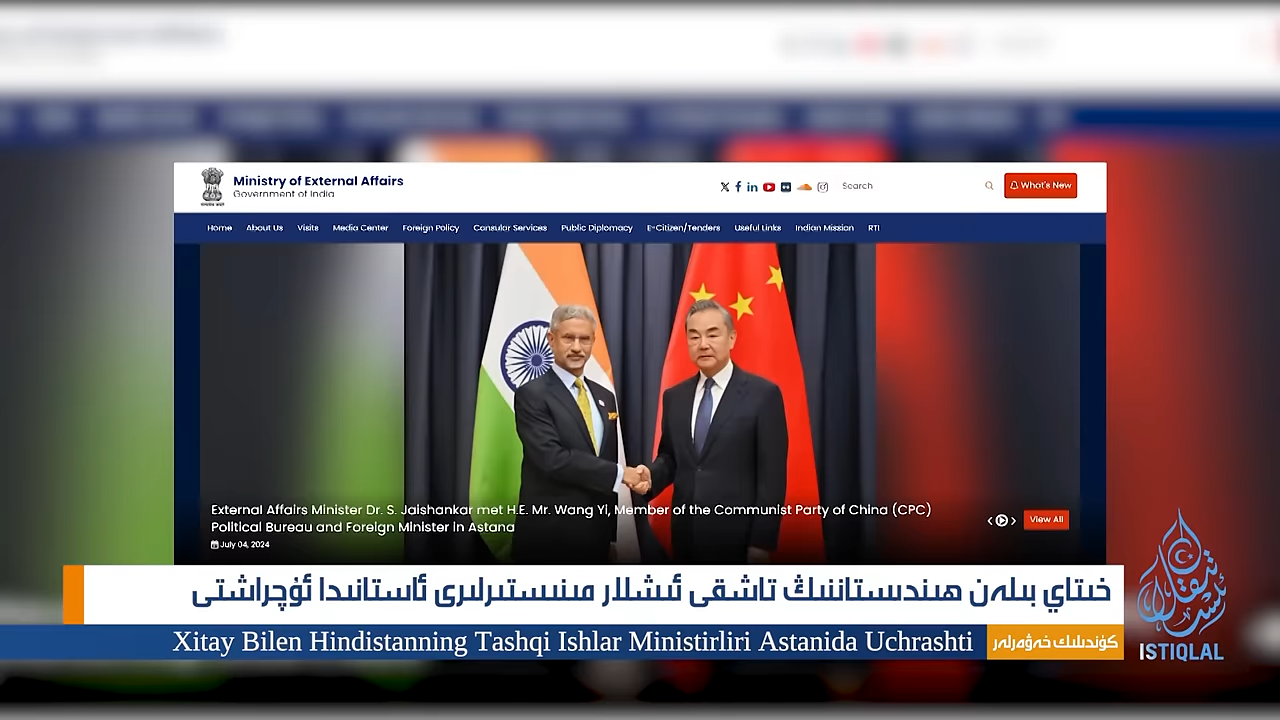 Ministry of External Affairs
Government of India
Search
What's New
Home About Us Visits Media Center Foreign Policy Consular Services Public Diplomacy E-Citizen/Tenders Useful Links Indian Mission RTI
External Affairs Minister Dr. S. Jaishankar met H.E. Mr. Wang Yi, Member of the Communist Party of China (CPC)
Political Bureau and Foreign Minister in Astana
View All
July 04, 2024
خىتاي بىلەن ھىندىستاننىڭ تاشقى ئىشلار مىنىستىرلىرى ئاستانىدا ئۇچراشتى
Xitay Bilen Hindistanning Tashqi Ishlar Ministirliri Astanida Uchrashti
كۈندىلىك خەۋەرلەر
ISTIQLAL